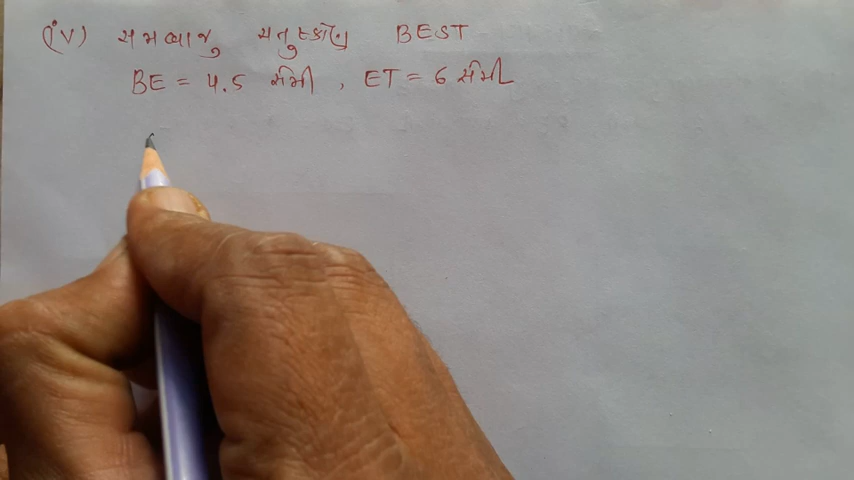 (iv) સમબાજુ ચતુષ્કોણ BEST
BE = 4.5 સેમી , ET = 6 સેમી